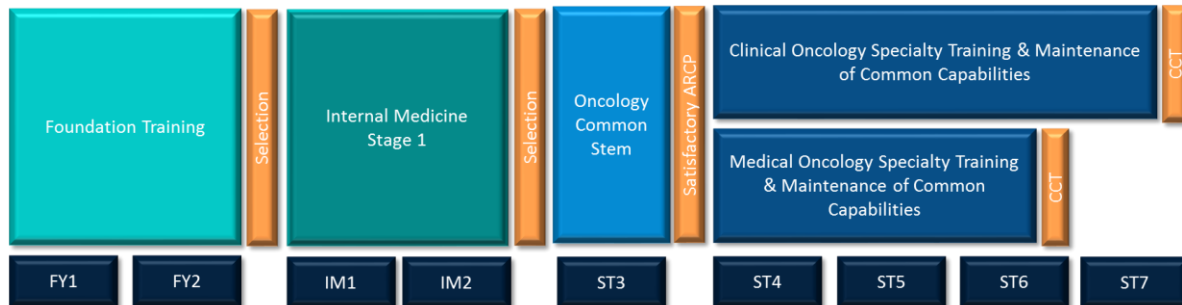 Foundation Training
Selection
Internal Medicine
Stage 1
Selection
Oncology
Common
Stem
Satisfactory ARCP
Clinical Oncology Specialty Training & Maintenance
of Common Capabilities
CCT
Medical Oncology Specialty Training
& Maintenance of Common
Capabilities
CCT
FY1
FY2
IM1
IM2
ST3
ST4
ST5
ST6
ST7